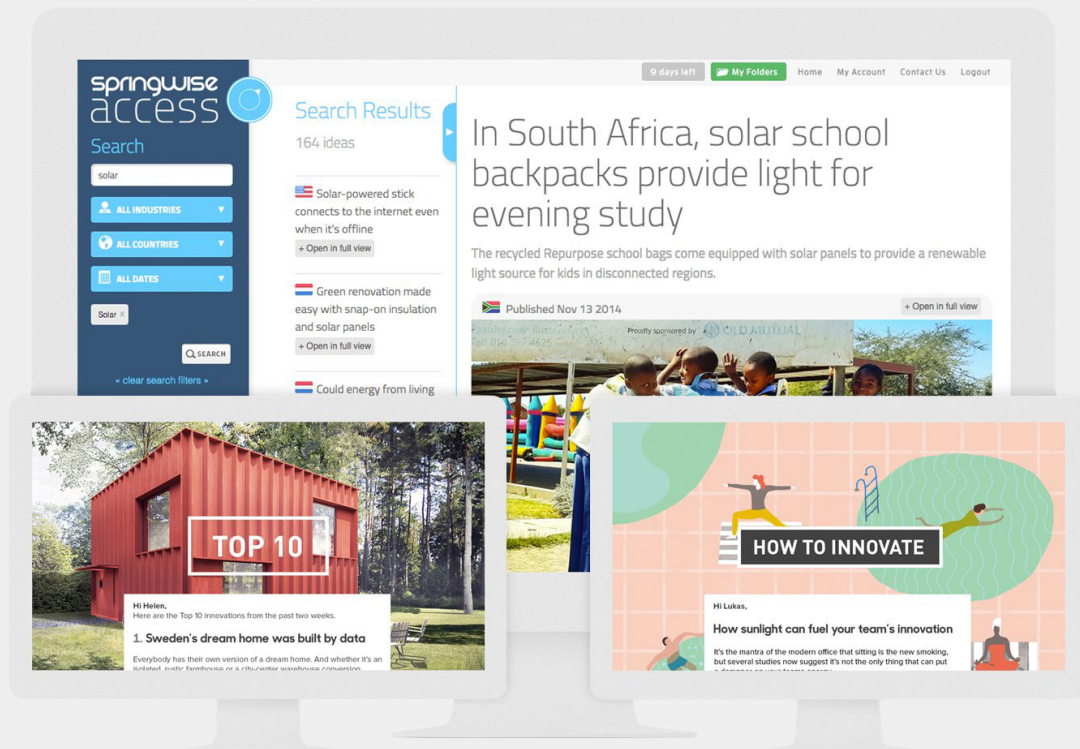 springwise
access
Search
solar
ALL INDUSTRIES
ALL COUNTRIES
ALL DATES
Solar x
SEARCH
« clear search filters »
9 days left
My Folders
Home
My Account
Contact Us
Logout
Search Results
164 ideas
Solar-powered stick
connects to the internet even
when it's offline
+ Open in full view
Green renovation made
easy with snap-on insulation
and solar panels
+ Open in full view
Could energy from living
In South Africa, solar school
backpacks provide light for
evening study
The recycled Repurpose school bags come equipped with solar panels to provide a renewable
light source for kids in disconnected regions.
Published Nov 13 2014
+ Open in full view
Proudly sponsored by OLD MUTUAL
TOP 10
Hi Helen,
Here are the Top 10 innovations from the past two weeks.
1. Sweden's dream home was built by data
Everybody has their own version of a dream home. And whether it's an
isolated, rustic farmhouse or a city-center warehouse conversion
HOW TO INNOVATE
Hi Lukas,
How sunlight can fuel your team's innovation
It's the mantra of the modern office that sitting is the new smoking,
but several studies now suggest it's not the only thing that can put